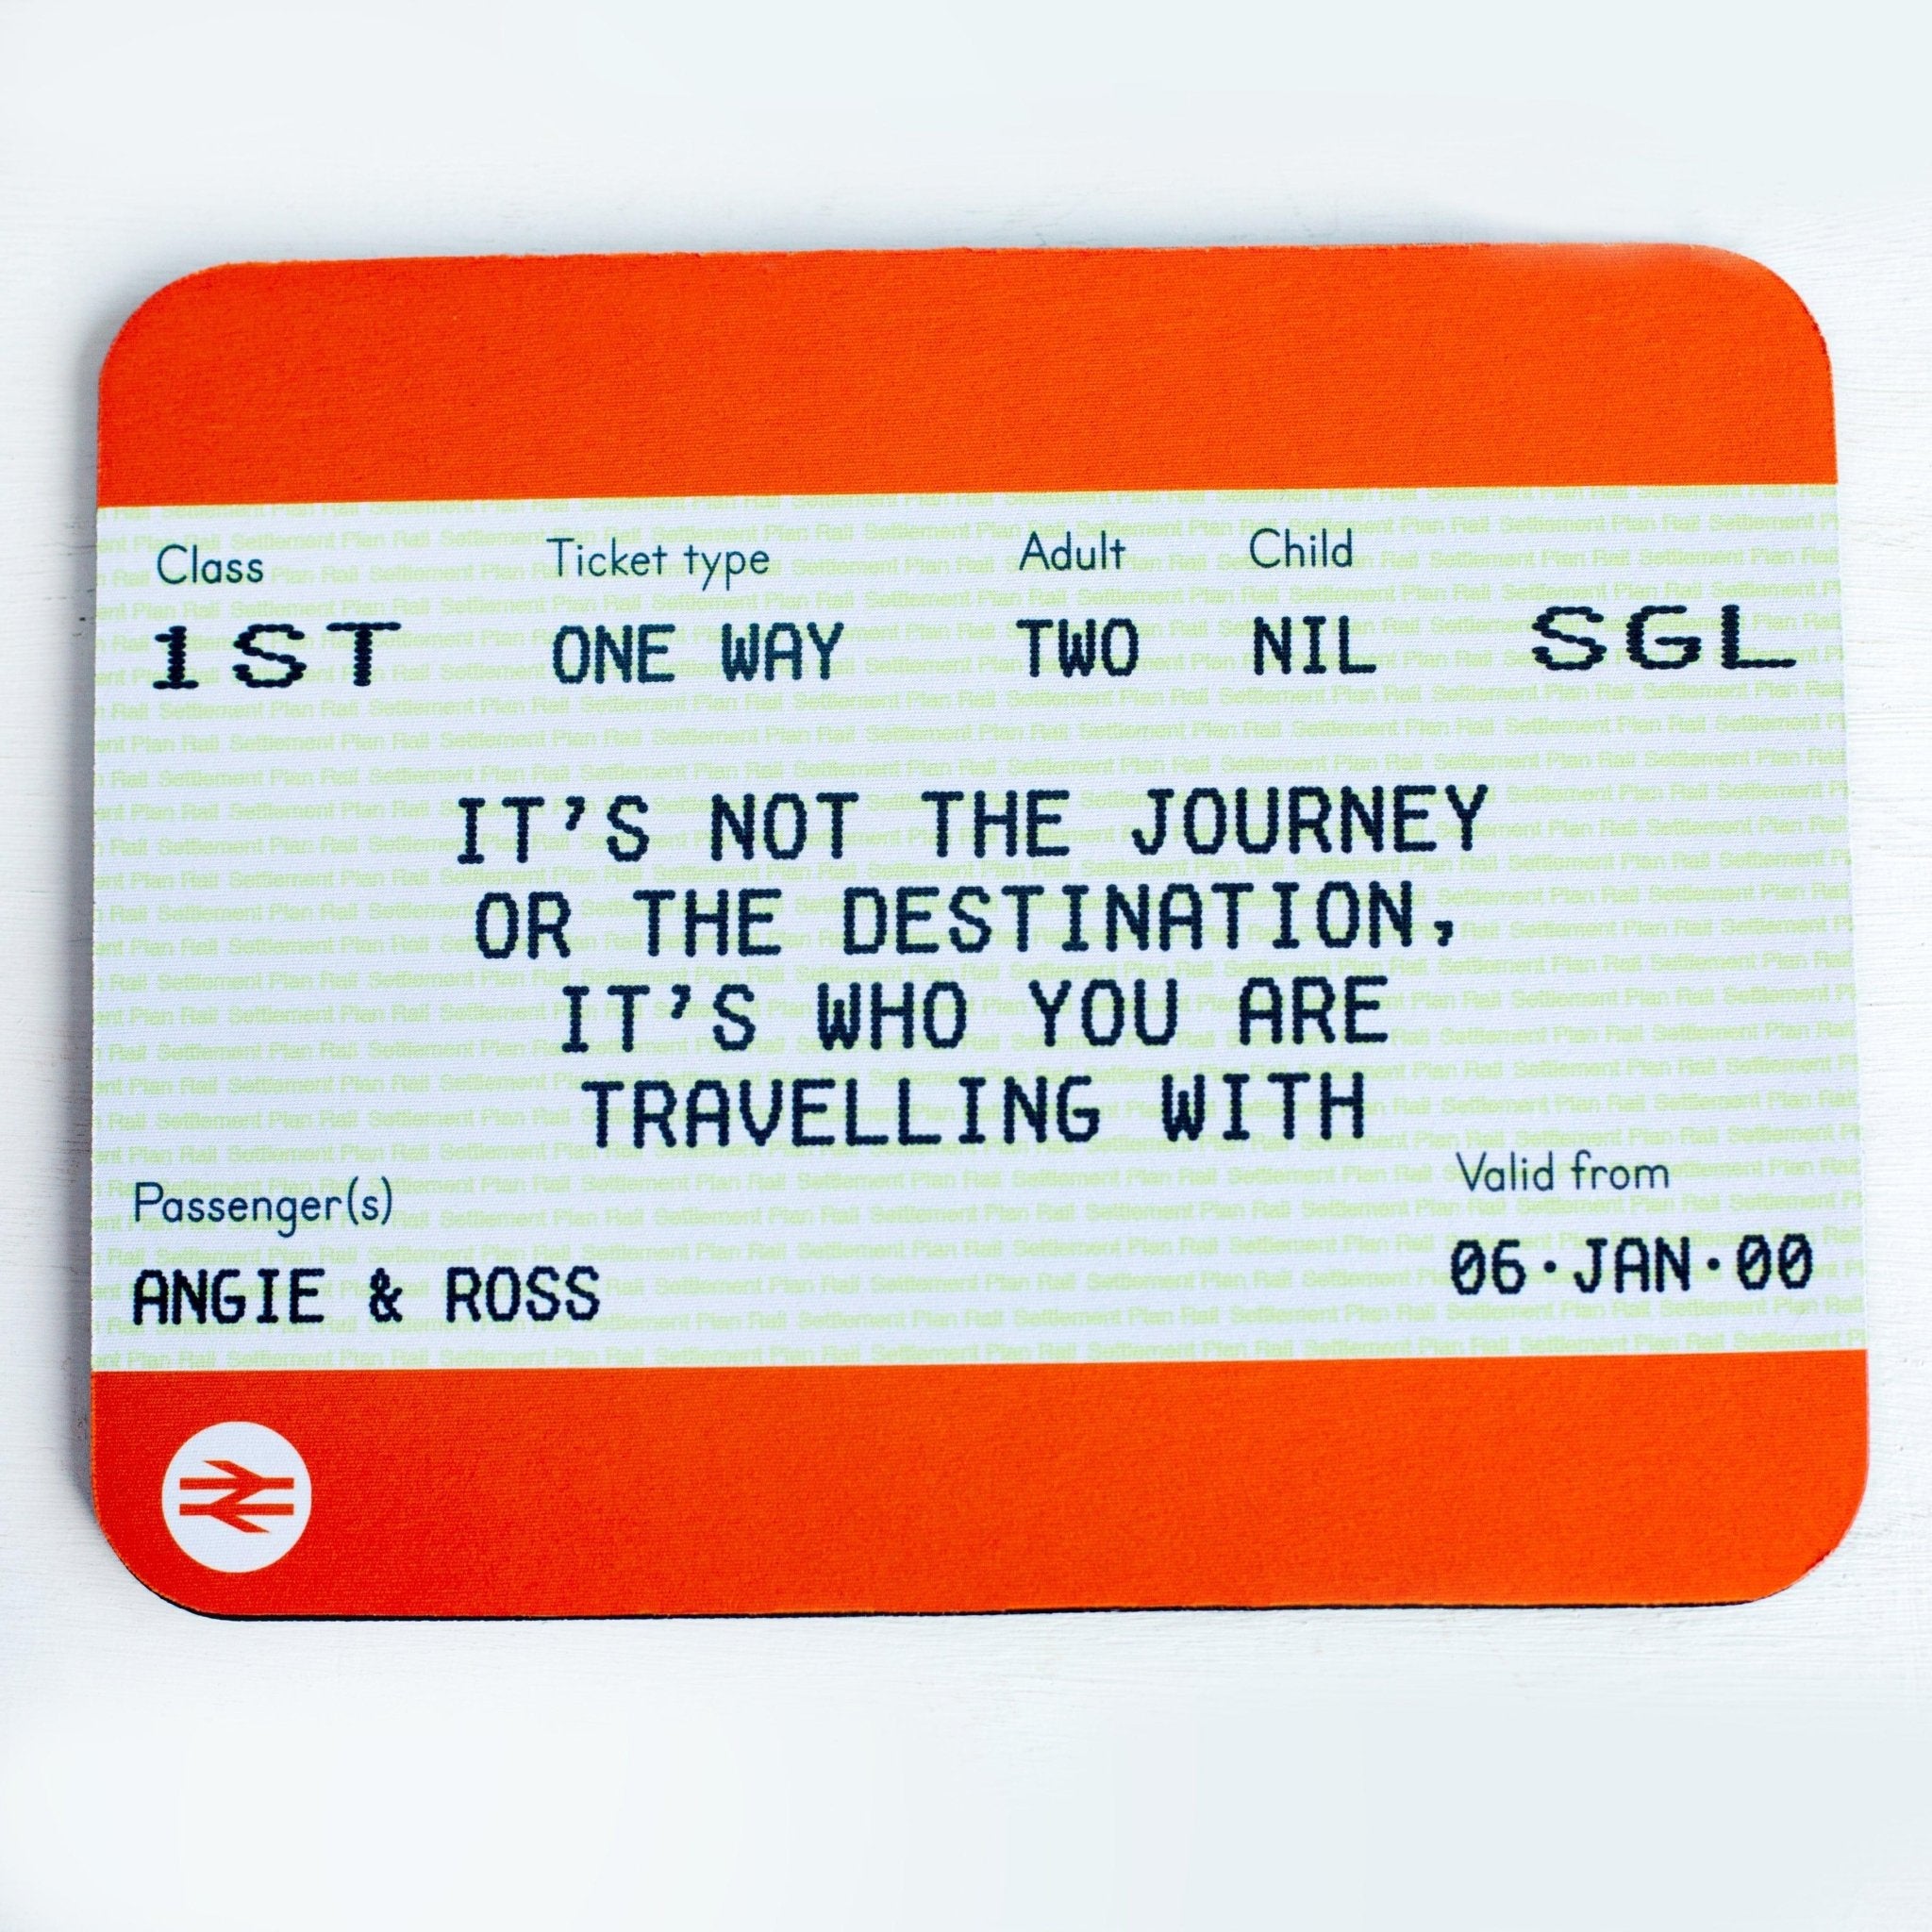 Class Ticket type Adult Child
1ST ONE WAY TWO NIL SGL
IT'S NOT THE JOURNEY
OR THE DESTINATION,
IT'S WHO YOU ARE
TRAVELLING WITH
Passenger(s) Valid from
ANGIE & ROSS 06·JAN·00